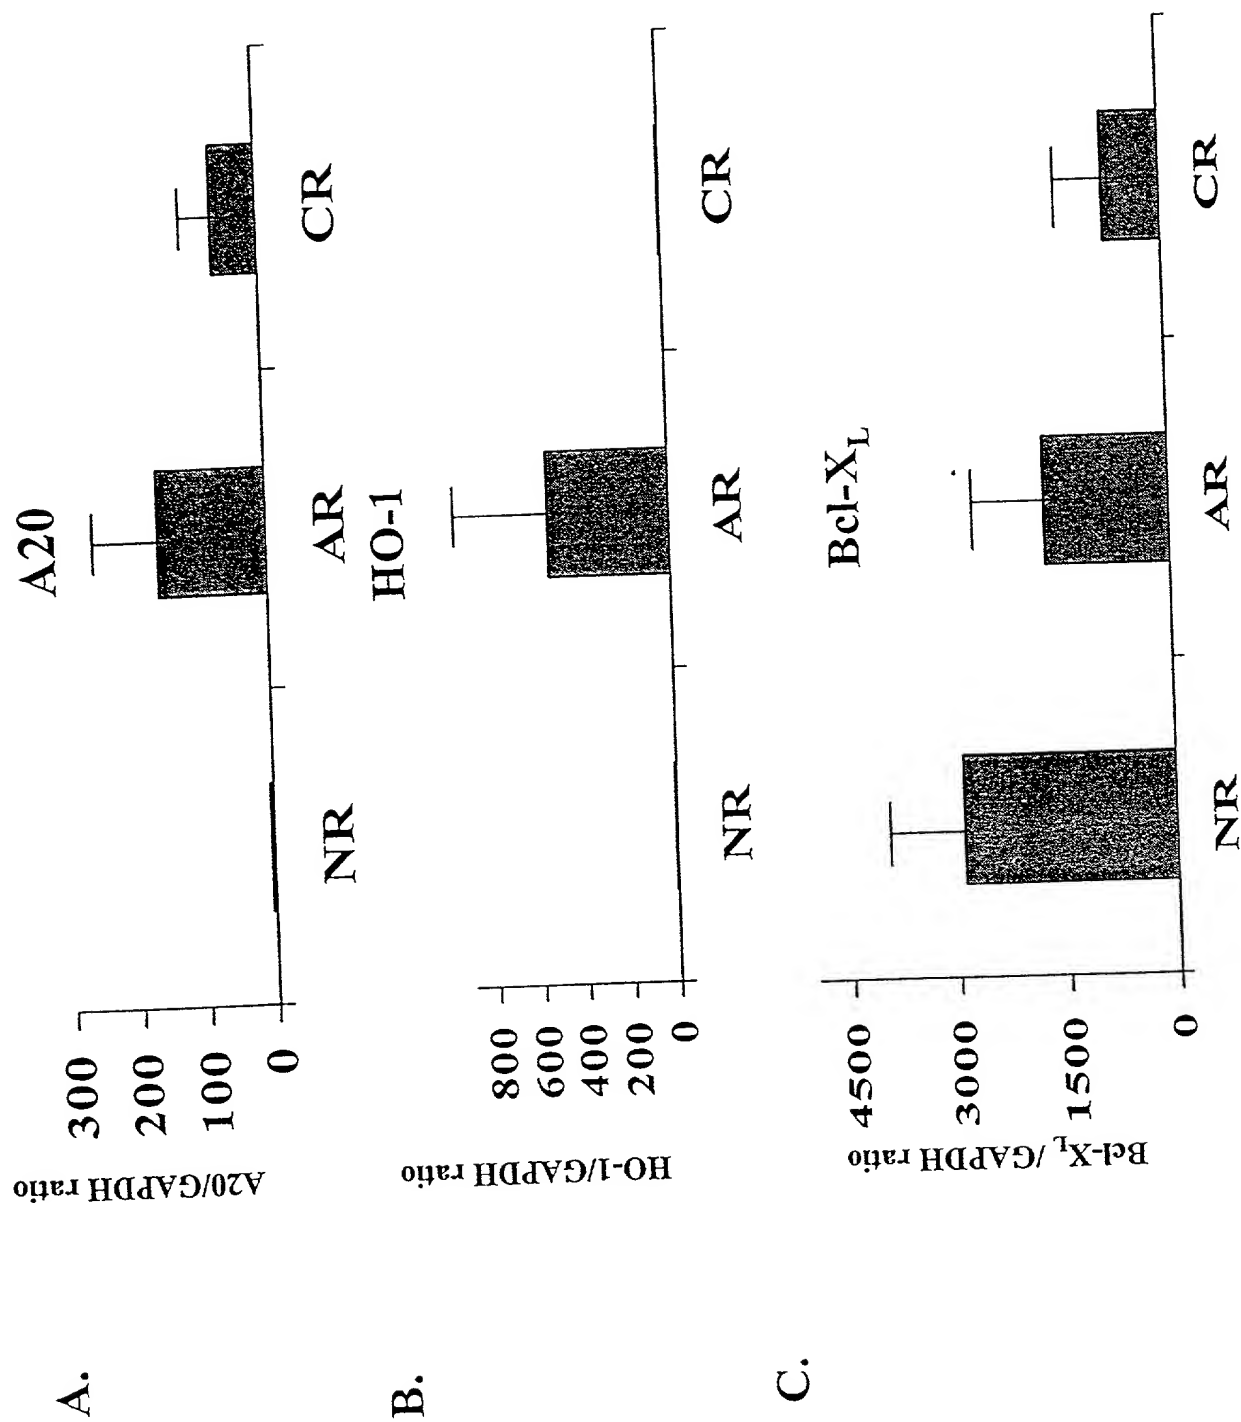 A.
A20
A20/GAPDH ratio
300
200
100
0
NR
AR
CR
B.
HO-1
HO-1/GAPDH ratio
800
600
400
200
0
NR
AR
CR
C.
Bcl-XL
Bcl-XL /GAPDH ratio
4500
3000
1500
0
NR
AR
CR